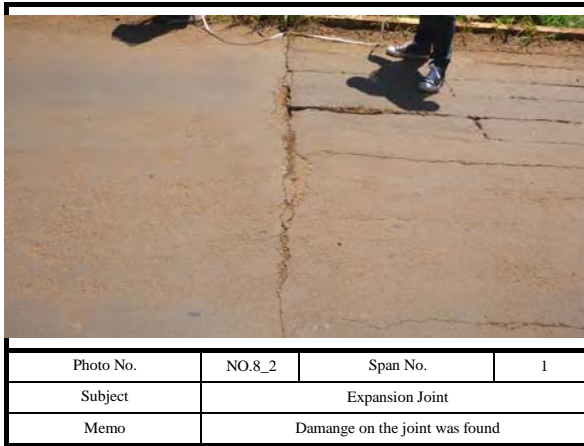 Photo No. NO.8_2 Span No. 1
Subject Expansion Joint
Memo Damange on the joint was found